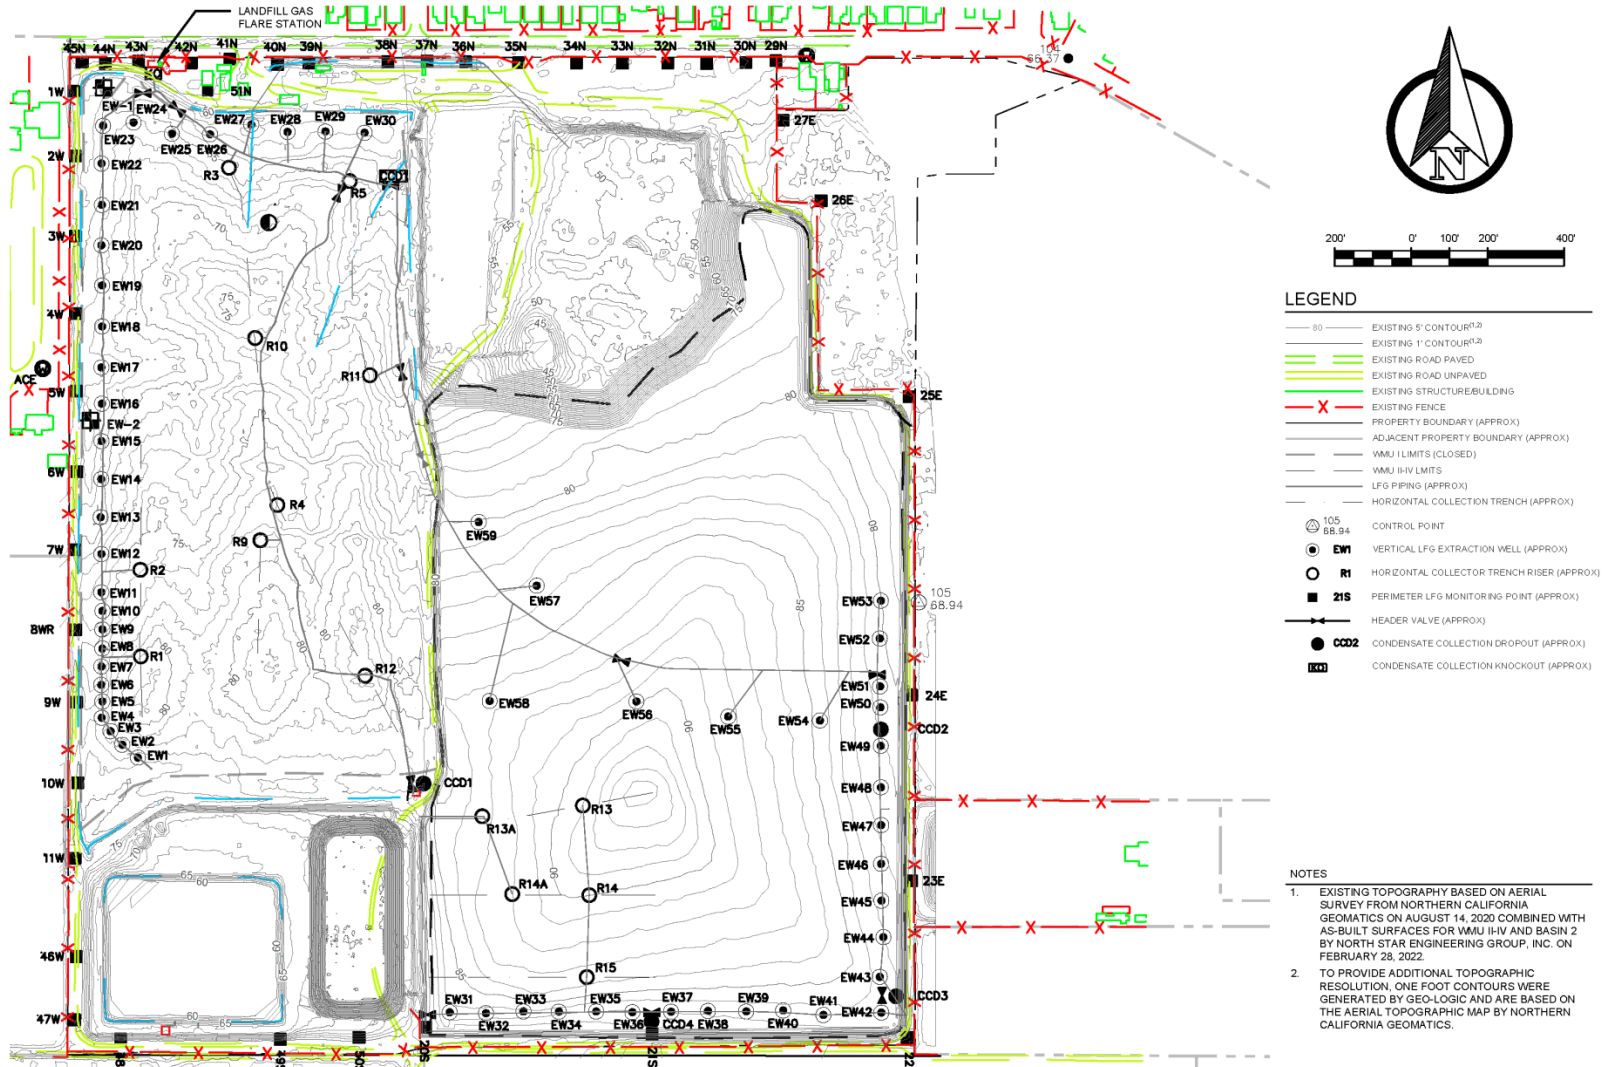 LANDFILL GAS
FLARE STATION
45N 44N 43N 42N 41N 40N 39N 38N 37N 36N 35N 34N 33N 32N 31N 30N 29N
104
1W
51N
EW-1 EW24
EW23 EW25 EW26 EW27 EW28 EW29 EW30
27E
2W
EW22
R3
R5
CCD1
26E
EW21
3W
EW20
EW19
4W
EW18
R10
ACE
EW17
R11
5W
EW16
25E
EW-2
EW15
6W
EW14
R4
EW13
EW59
R9
7W
EW12
R2
EW57
EW11
EW53
105
68.94
EW10
8WR
EW9
EW52
EW8
R1
EW7
R12
EW6
EW51
9W
EW5
EW58
EW56
EW50
24E
EW4
EW55
EW54
EW3
CCD2
EW2
EW49
EW1
10W
CCD1
EW48
R13
R13A
EW47
11W
EW46
R14A
R14
23E
EW45
EW44
46W
R15
EW43
CCD3
EW31 EW33 EW35 EW37 EW39 EW41
47W
EW32 EW34 EW36 CCD4 EW38 EW40 EW42
20S
21S
22
N
200' 0' 100' 200' 400'
LEGEND
80 EXISTING 5' CONTOUR(1,2)
EXISTING 1' CONTOUR(1,2)
EXISTING ROAD PAVED
EXISTING ROAD UNPAVED
EXISTING STRUCTURE/BUILDING
X EXISTING FENCE
PROPERTY BOUNDARY (APPROX)
ADJACENT PROPERTY BOUNDARY (APPROX)
WMU I LIMITS (CLOSED)
WMU II-IV LMITS
LFG PIPING (APPROX)
HORIZONTAL COLLECTION TRENCH (APPROX)
105
68.94 CONTROL POINT
EW1 VERTICAL LFG EXTRACTION WELL (APPROX)
R1 HORIZONTAL COLLECTOR TRENCH RISER (APPROX)
21S PERIMETER LFG MONITORING POINT (APPROX)
HEADER VALVE (APPROX)
CCD2 CONDENSATE COLLECTION DROPOUT (APPROX)
CONDENSATE COLLECTION KNOCKOUT (APPROX)
NOTES
1. EXISTING TOPOGRAPHY BASED ON AERIAL
SURVEY FROM NORTHERN CALIFORNIA
GEOMATICS ON AUGUST 14, 2020 COMBINED WITH
AS-BUILT SURFACES FOR WMU II-IV AND BASIN 2
BY NORTH STAR ENGINEERING GROUP, INC. ON
FEBRUARY 28, 2022.
2. TO PROVIDE ADDITIONAL TOPOGRAPHIC
RESOLUTION, ONE FOOT CONTOURS WERE
GENERATED BY GEO-LOGIC AND ARE BASED ON
THE AERIAL TOPOGRAPHIC MAP BY NORTHERN
CALIFORNIA GEOMATICS.